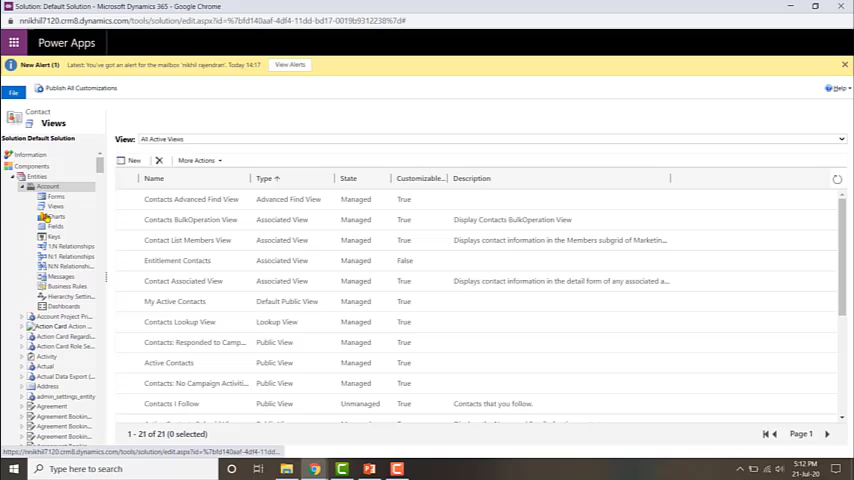 Solution: Default Solution - Microsoft Dynamics 365 - Google Chrome
nnikhil7120.crm8.dynamics.com/tools/solution/edit.aspx?id=%7bfd140aaf-4df4-11dd-bd17-0019b9312238%7d#
Power Apps
New Alert (1) Latest: You've got an alert for the mailbox 'nikhil rajendran'. Today 14:17 View Alerts
File Publish All Customizations Help
Contact
Views
Solution Default Solution
View: All Active Views
Information
Components
Entities
Account
Forms
Views
Charts
Fields
Keys
1:N Relationships
N:1 Relationships
N:N Relationshi...
Messages
Business Rules
Hierarchy Settin...
Dashboards
Account Project Pri...
Action Card Action ...
Action Card Regardi...
Action Card Role Se...
Activity
Actual
Actual Data Export (...
Address
admin_settings_entity
Agreement
Agreement Bookin...
Agreement Bookin...
Agreement Bookin...
New More Actions
Name Type State Customizable... Description
Contacts Advanced Find View Advanced Find View Managed True
Contacts BulkOperation View Associated View Managed True Display Contacts BulkOperation View
Contact List Members View Associated View Managed True Displays contact information in the Members subgrid of Marketin...
Entitlement Contacts Associated View Managed False
Contact Associated View Associated View Managed True Displays contact information in the detail form of any associated a...
My Active Contacts Default Public View Managed True
Contacts Lookup View Lookup View Managed True
Contacts: Responded to Camp... Public View Managed True
Active Contacts Public View Managed True
Contacts: No Campaign Activiti... Public View Managed True
Contacts I Follow Public View Unmanaged True Contacts that you follow.
1 - 21 of 21 (0 selected) Page 1
https://nnikhil7120.crm8.dynamics.com/tools/solution/edit.aspx?id=%7bfd140aaf-4df4-11dd...
Type here to search
5:12 PM
21-Jul-20